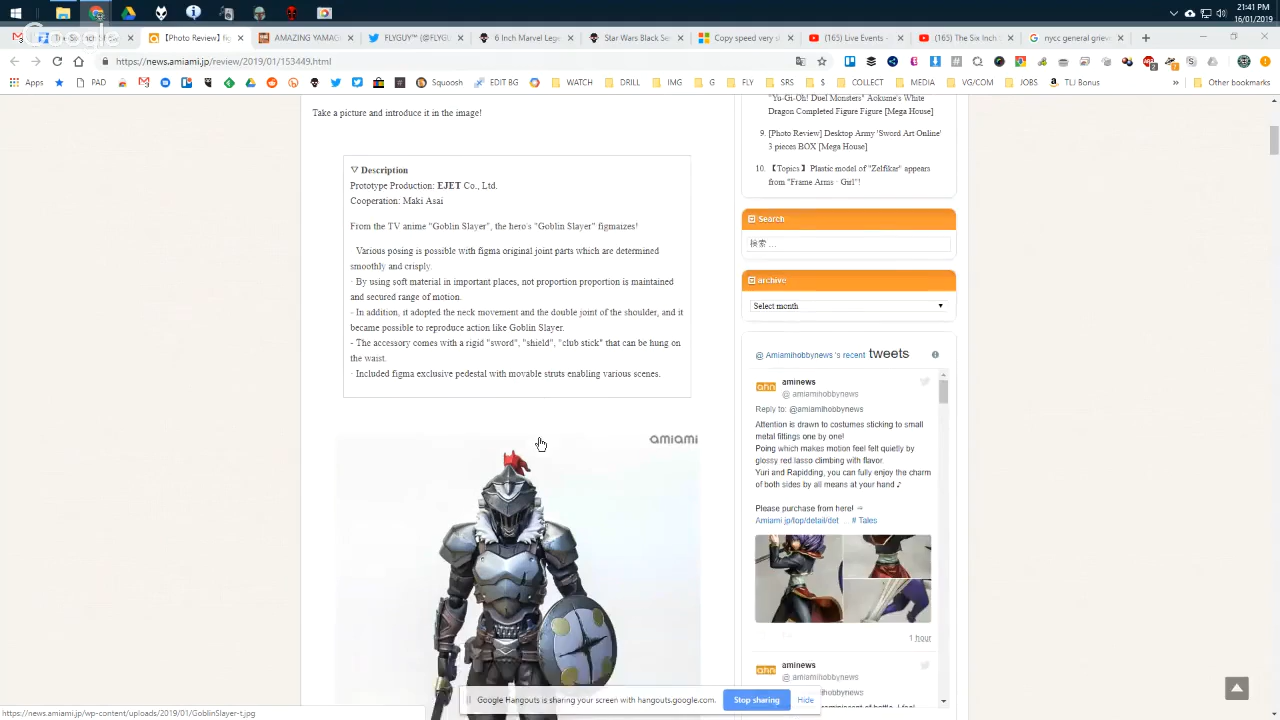 21:41 PM
16/01/2019
The Six Inch S
[Photo Review] fig
AMAZING YAMAG
FLYGUY™ (@FLYG
6 Inch Marvel Lege
Star Wars Black Se
Copy speed very s
(165) Live Events -
(165) The Six Inch
nycc general griev
https://news.amiami.jp/review/2019/01/153449.html
Apps
PAD
Squoosh
EDIT BG
WATCH
DRILL
IMG
G
FLY
SRS
COLLECT
MEDIA
VG/COM
JOBS
TLJ Bonus
»
Other bookmarks
Take a picture and introduce it in the image!
▽ Description
Prototype Production: EJET Co., Ltd.
Cooperation: Maki Asai
From the TV anime "Goblin Slayer", the hero's "Goblin Slayer" figmaizes!
· Various posing is possible with figma original joint parts which are determined
smoothly and crisply.
· By using soft material in important places, not proportion proportion is maintained
and secured range of motion.
- In addition, it adopted the neck movement and the double joint of the shoulder, and it
became possible to reproduce action like Goblin Slayer.
- The accessory comes with a rigid "sword", "shield", "club stick" that can be hung on
the waist.
- Included figma exclusive pedestal with movable struts enabling various scenes.
amiami
"Yu-Gi-Oh! Duel Monsters" Aokume's White
Dragon Completed Figure Figure [Mega House]
9. [Photo Review] Desktop Army 'Sword Art Online'
3 pieces BOX [Mega House]
10. 【Topics】 Plastic model of "Zelfikar" appears
from "Frame Arms · Girl"!
Search
検索 ...
archive
Select month
@ Amiamihobbynews 's recent tweets
ahn
aminews
@ amiamihobbynews
Reply to: @amiamihobbynews
Attention is drawn to costumes sticking to small
metal fittings one by one!
Poing which makes motion feel felt quietly by
glossy red lasso climbing with flavor.
Yuri and Rapidding, you can fully enjoy the charm
of both sides by all means at your hand ♪
Please purchase from here! ⇒
Amiami jp/top/detail/det ... # Tales
1 hour
ahn
aminews
@ amiamihobbynews
Google Hangouts is sharing your screen with hangouts.google.com.
Stop sharing
Hide
https://news.amiami.jp/wp-content/uploads/2019/01/GoblinSlayer-t.jpg